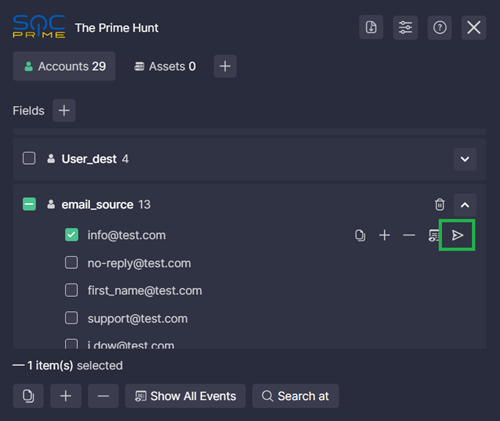 SOC PRIME The Prime Hunt
Accounts 29 Assets 0
Fields
User_dest 4
email_source 13
info@test.com
no-reply@test.com
first_name@test.com
support@test.com
j.dow@test.com
1 item(s) selected
Show All Events Search at